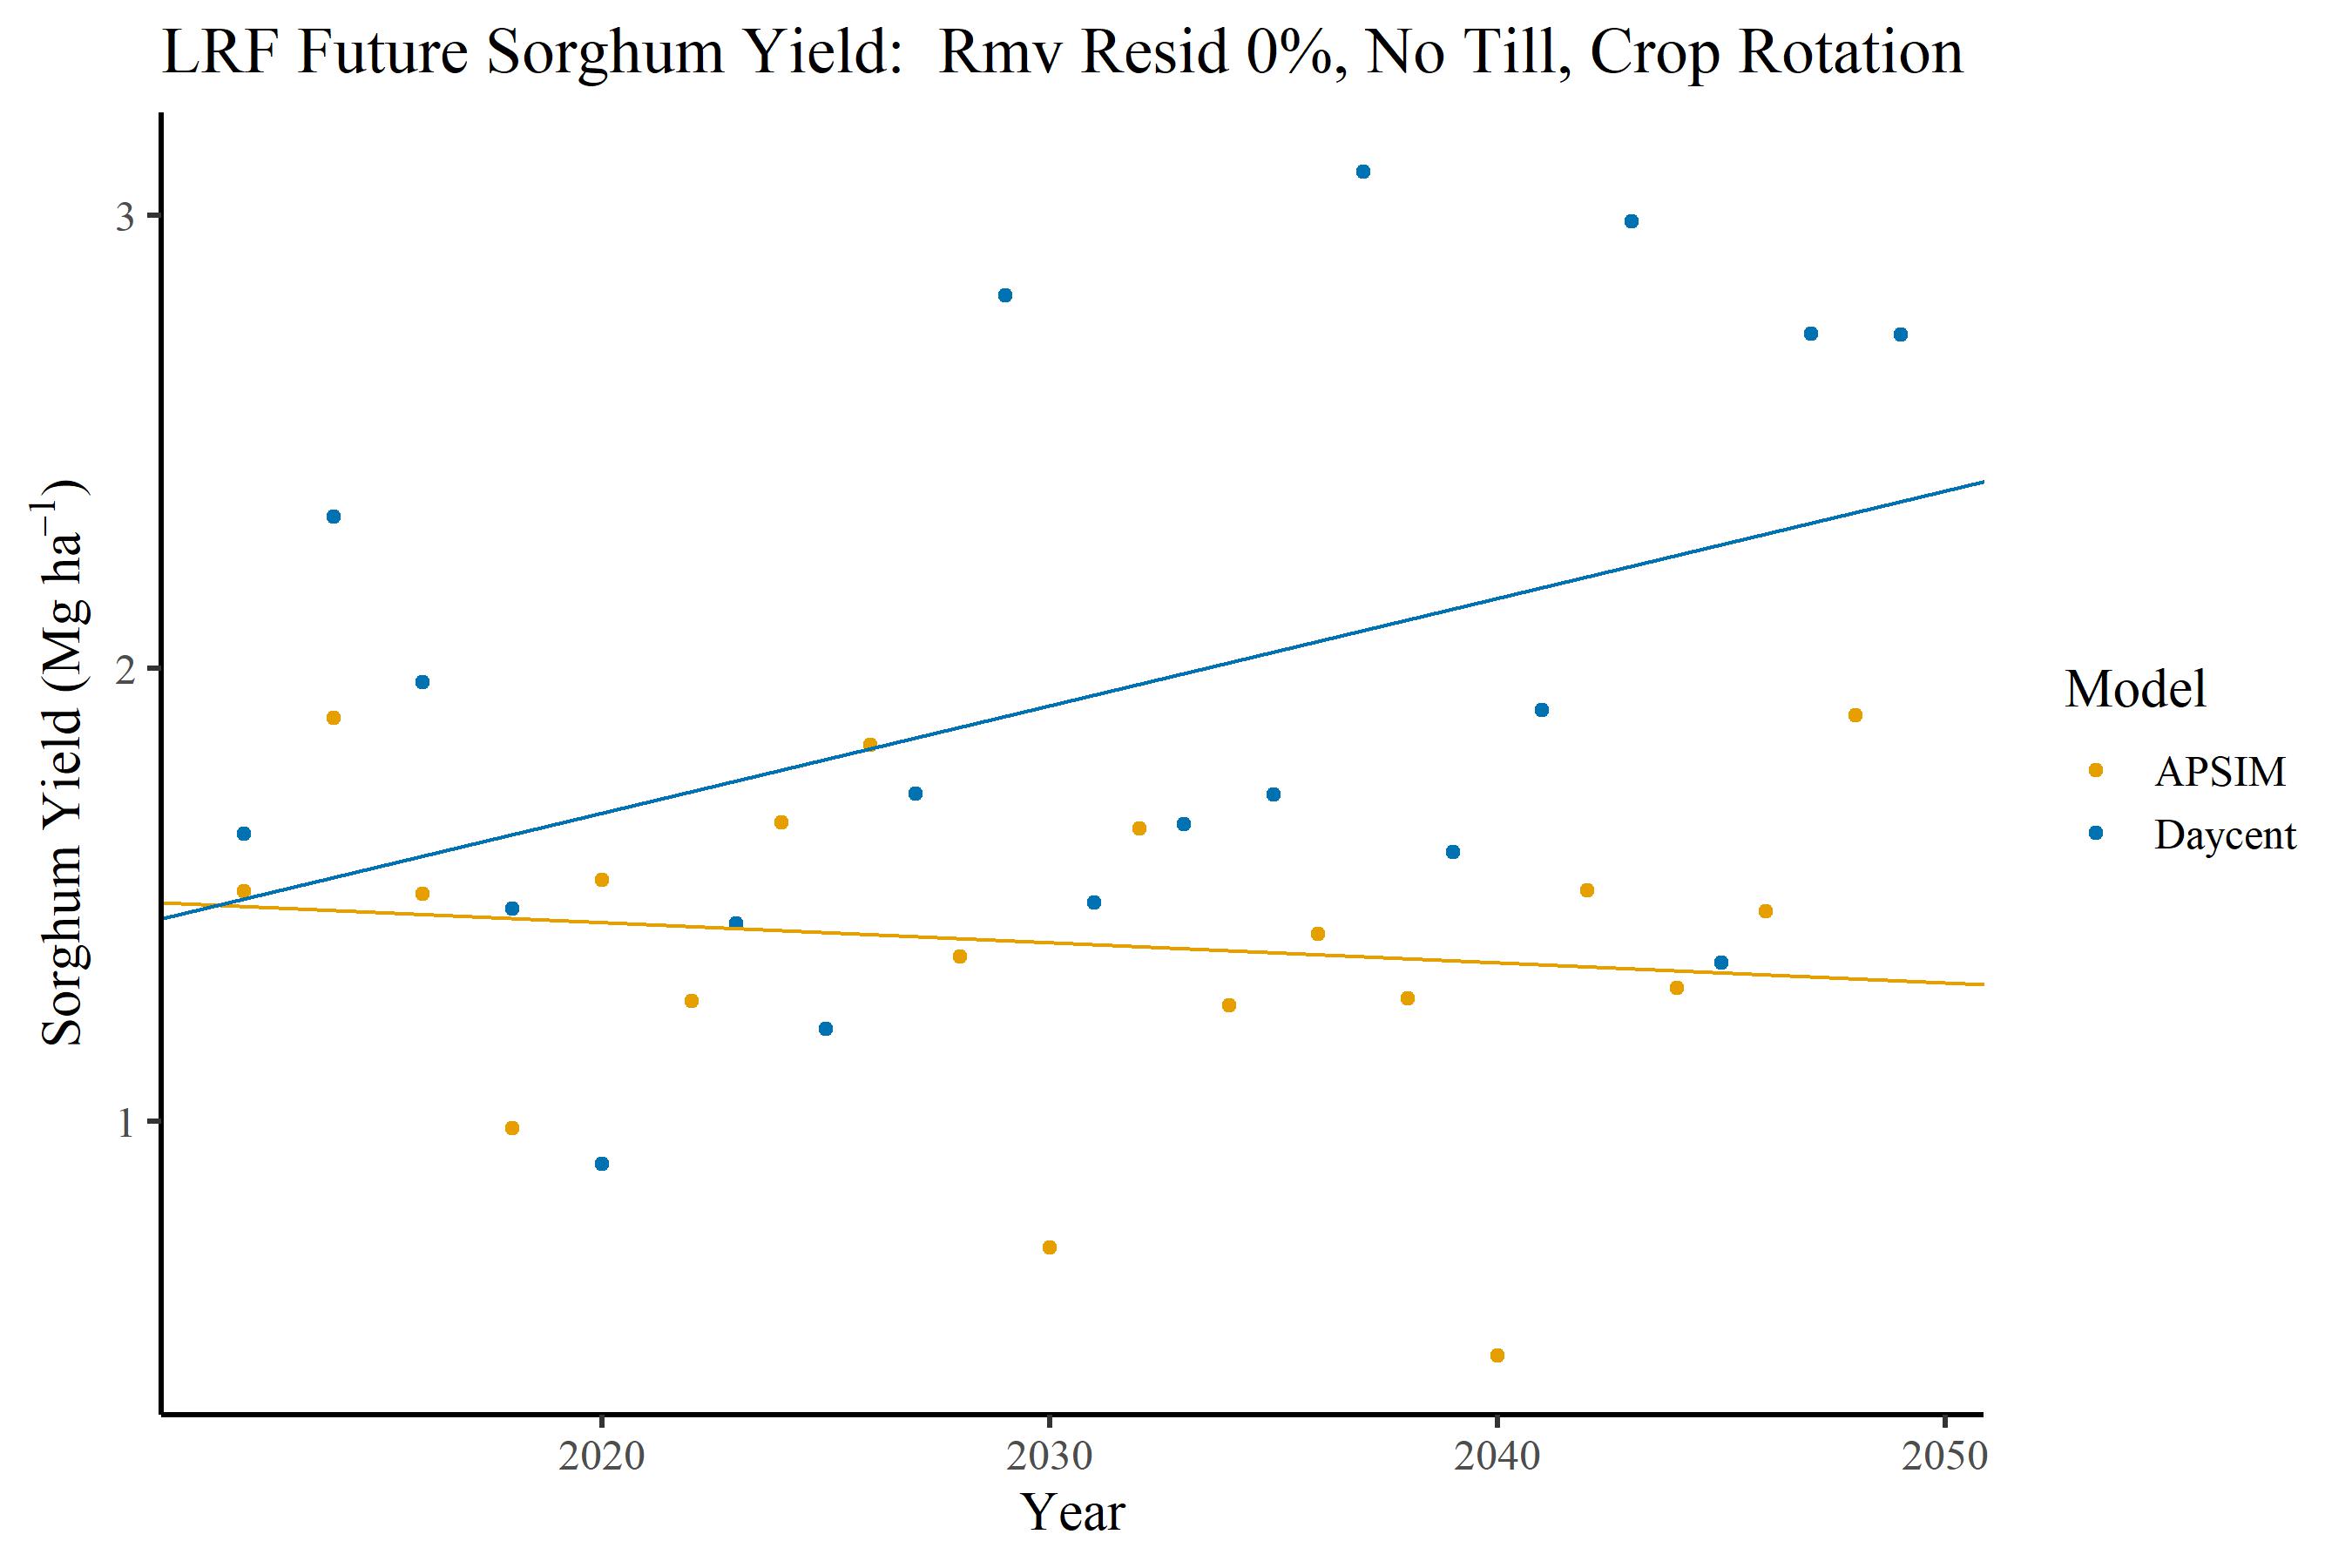 LRF Future Sorghum Yield:  Rmv Resid 0%, No Till, Crop Rotation
Sorghum Yield (Mg ha⁻¹)
3
2
1
2020
2030
2040
2050
Year
Model
APSIM
Daycent